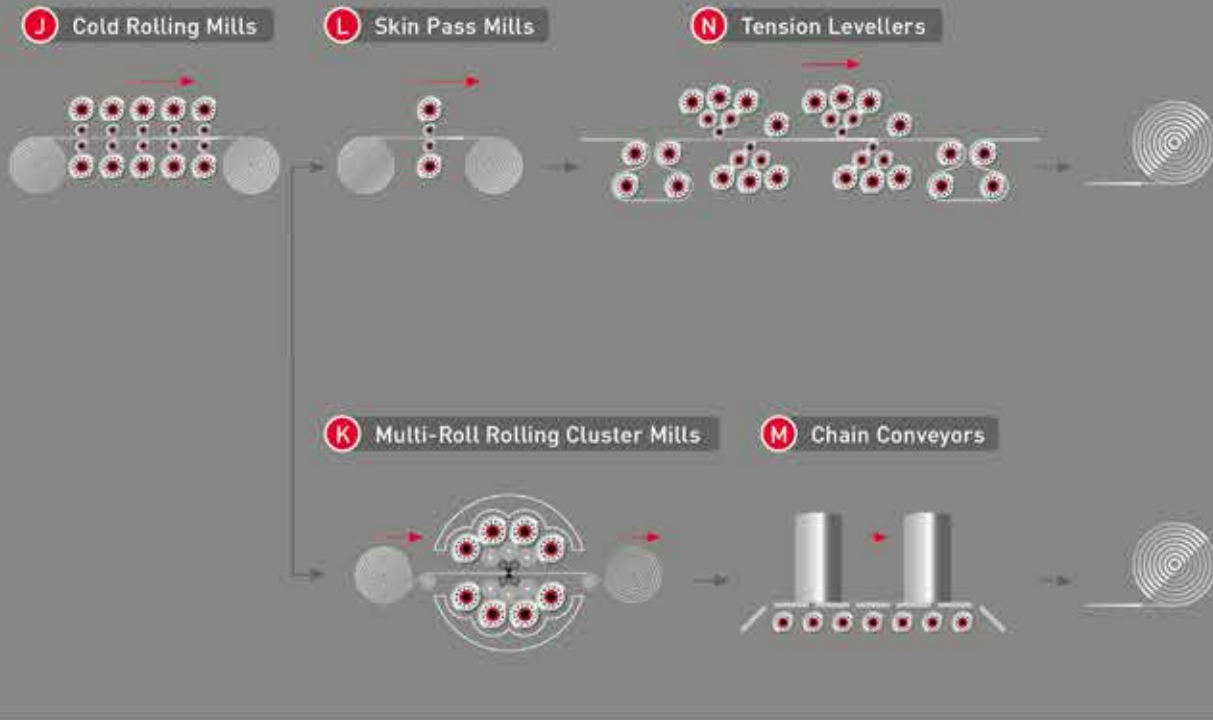 J Cold Rolling Mills
L Skin Pass Mills
N Tension Levellers
K Multi-Roll Rolling Cluster Mills
M Chain Conveyors